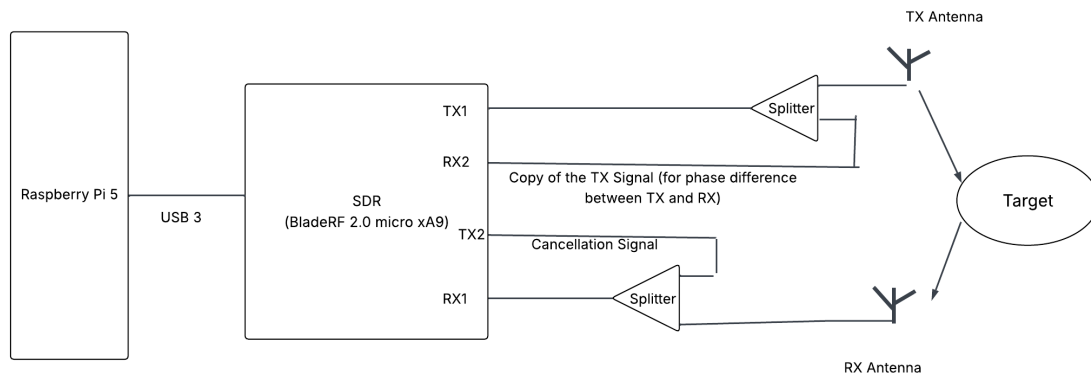 TX Antenna
TX1
Splitter
RX2
Copy of the TX Signal (for phase difference
between TX and RX)
Raspberry Pi 5
USB 3
SDR
(BladeRF 2.0 micro xA9)
Target
TX2
Cancellation Signal
RX1
Splitter
RX Antenna